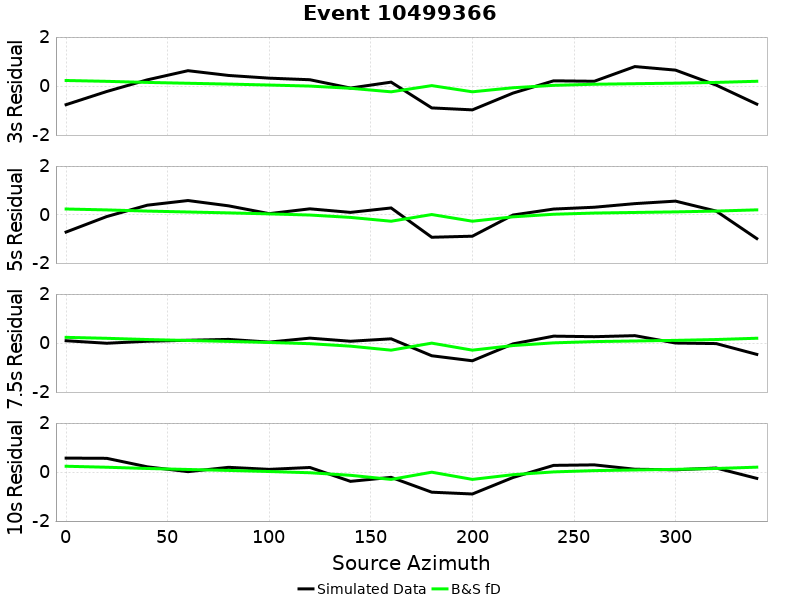 Event 10499366
3s Residual
2
0
-2
5s Residual
2
0
-2
7.5s Residual
2
0
-2
10s Residual
2
0
-2
0 50 100 150 200 250 300
Source Azimuth
Simulated Data B&S fD